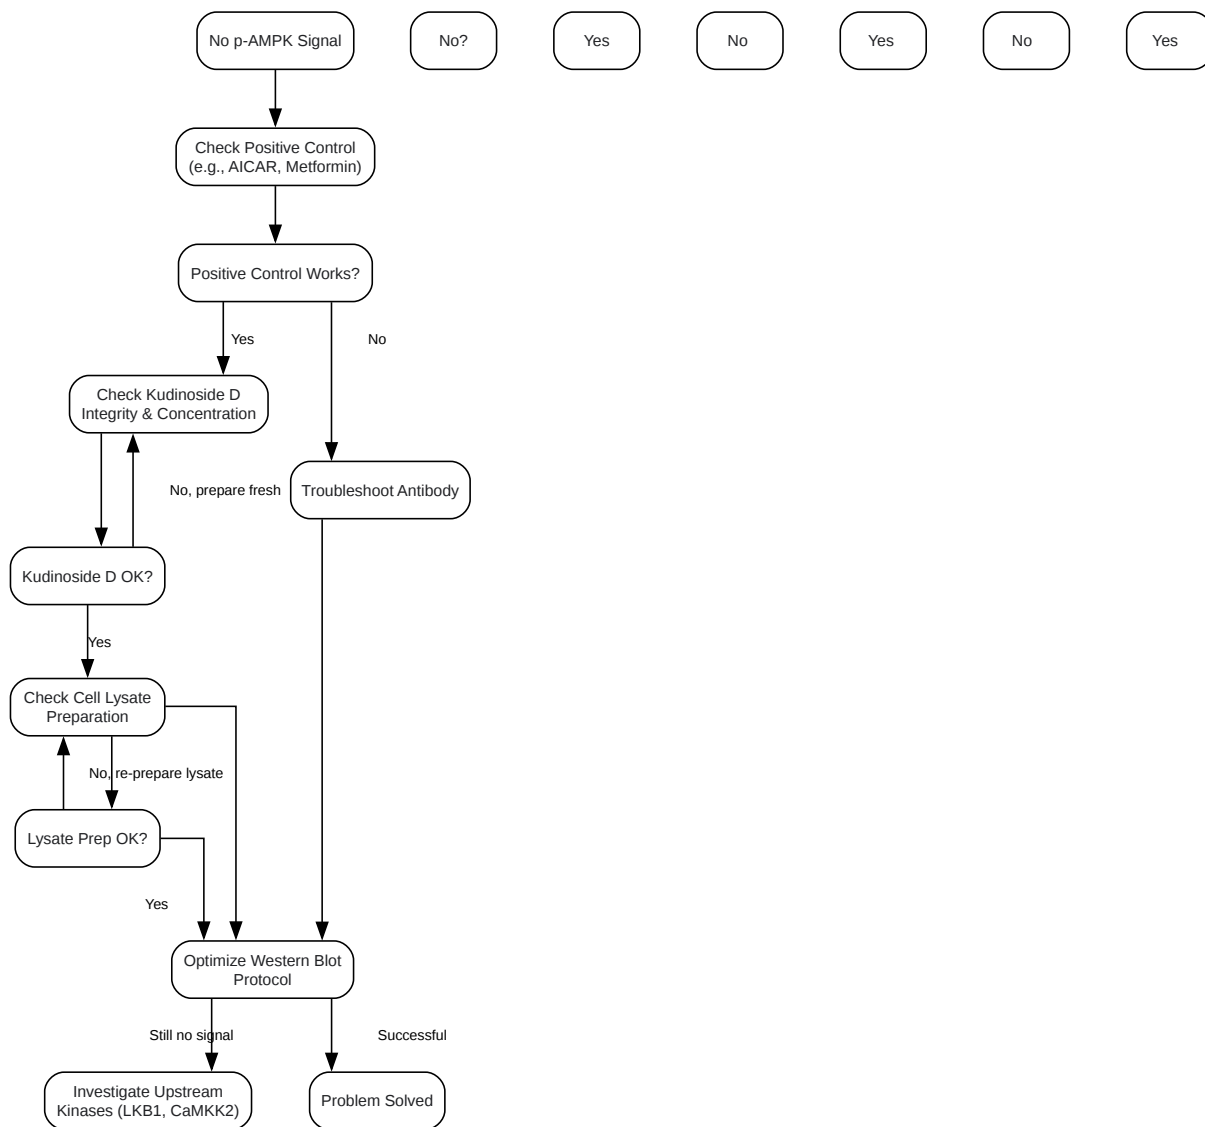 No p-AMPK Signal
No?
Yes
No
Yes
No
Yes
Check Positive Control
(e.g., AICAR, Metformin)
Positive Control Works?
Yes
No
Check Kudinoside D
Integrity & Concentration
No, prepare fresh
Troubleshoot Antibody
Kudinoside D OK?
Yes
Check Cell Lysate
Preparation
No, re-prepare lysate
Lysate Prep OK?
Yes
Optimize Western Blot
Protocol
Still no signal
Successful
Investigate Upstream
Kinases (LKB1, CaMKK2)
Problem Solved